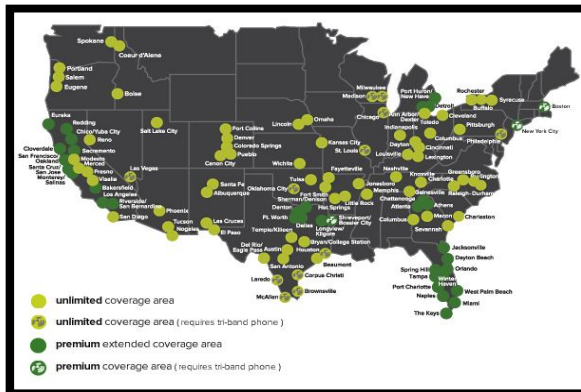 Spokane
Coeur d'Alene
Portland
Salem
Eugene
Boise
Eureka
Redding
Chico/Yuba City
Reno
Cloverdale
Sacramento
San Francisco/
Oakland
Modesto
Merced
Santa Cruz/
San Jose
Fresno
Monterey/
Salinas
Visalia
Bakersfield
Los Angeles
Riverside/
San Bernardino
San Diego
Las Vegas
Salt Lake City
Phoenix
Tucson
Nogales
Fort Collins
Denver
Colorado Springs
Pueblo
Canon City
Santa Fe
Albuquerque
Las Cruces
El Paso
Lincoln
Omaha
Kansas City
Wichita
St. Louis
Oklahoma City
Tulsa
Fort Smith
Fayetteville
Hot Springs
Little Rock
Jonesboro
Memphis
Sherman/Denison
Denton
Ft. Worth
Dallas
Longview/
Kilgore
Shreveport/
Bossier City
Temple/Killeen
Bryan/College Station
Del Rio/
Eagle Pass
Austin
Houston
Beaumont
San Antonio
Corpus Christi
Laredo
McAllen
Brownsville
Milwaukee
Madison
Chicago
Port Huron/
New Haven
Detroit
Ann Arbor/
Dexter
Toledo
Cleveland
Indianapolis
Dayton
Columbus
Cincinnati
Louisville
Lexington
Pittsburgh
Rochester
Buffalo
Syracuse
Boston
New York City
Philadelphia
Nashville
Knoxville
Chattanooga
Charlotte
Greensboro
Burlington
Raleigh-Durham
Gainesville
Atlanta
Athens
Columbus
Macon
Savannah
Charleston
Jacksonville
Dayton Beach
Orlando
Spring Hill
Tampa
Winter
Haven
Port Charlotte
West Palm Beach
Naples
Miami
The Keys
unlimited coverage area
unlimited coverage area (requires tri-band phone)
premium extended coverage area
premium coverage area (requires tri-band phone)